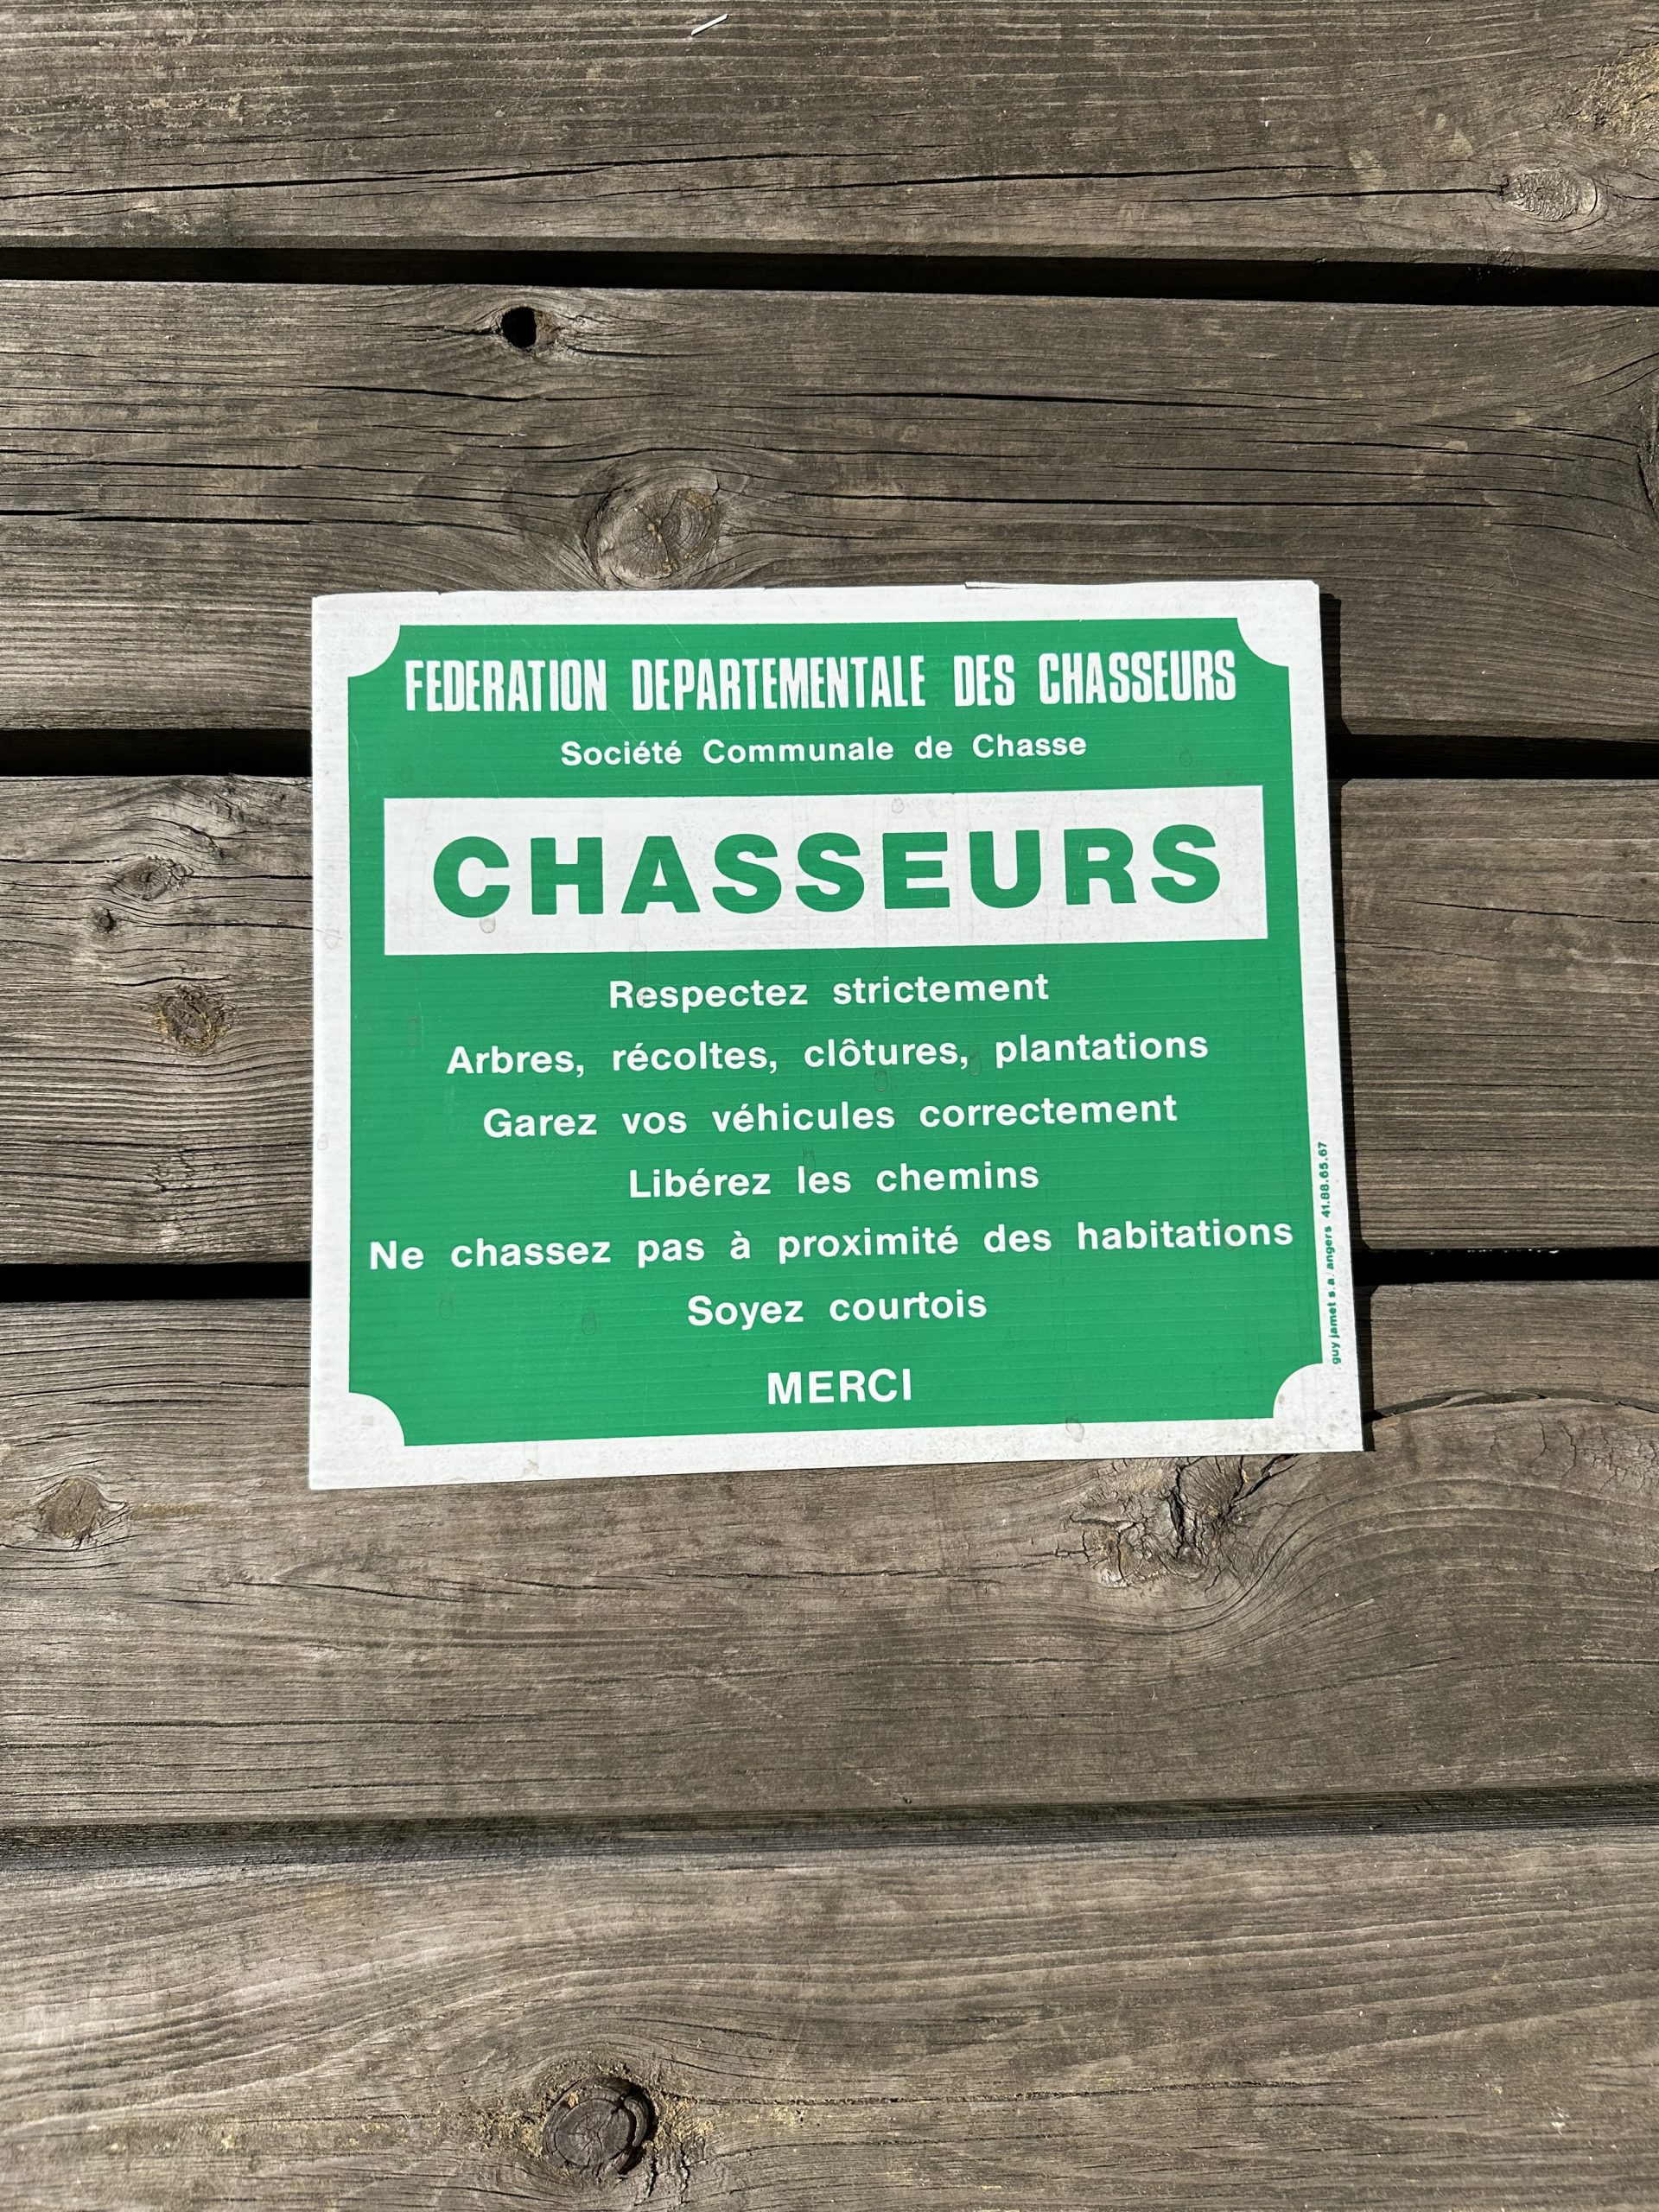 FEDERATION DEPARTEMENTALE DES CHASSEURS
Société Communale de Chasse
CHASSEURS
Respectez strictement
Arbres, récoltes, clôtures, plantations
Garez vos véhicules correctement
Libérez les chemins
Ne chassez pas à proximité des habitations
Soyez courtois
MERCI
guy jamet s.a. angers 41.88.65.67